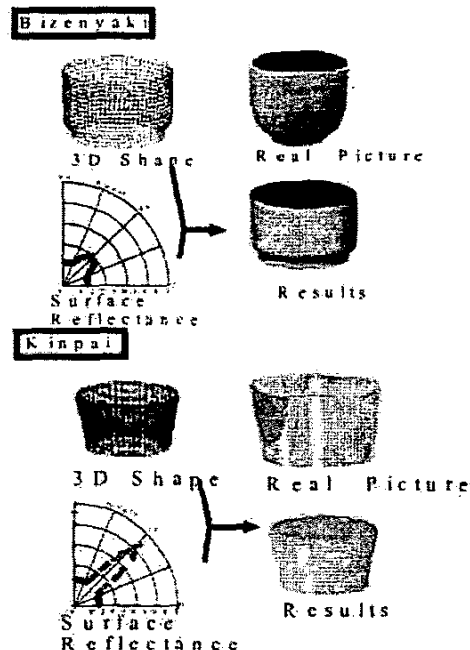 Bizenyaki
3D Shape
Real Picture
Surface
Reflectance
Results
Kinpai
3D Shape
Real Picture
Surface
Reflectance
Results